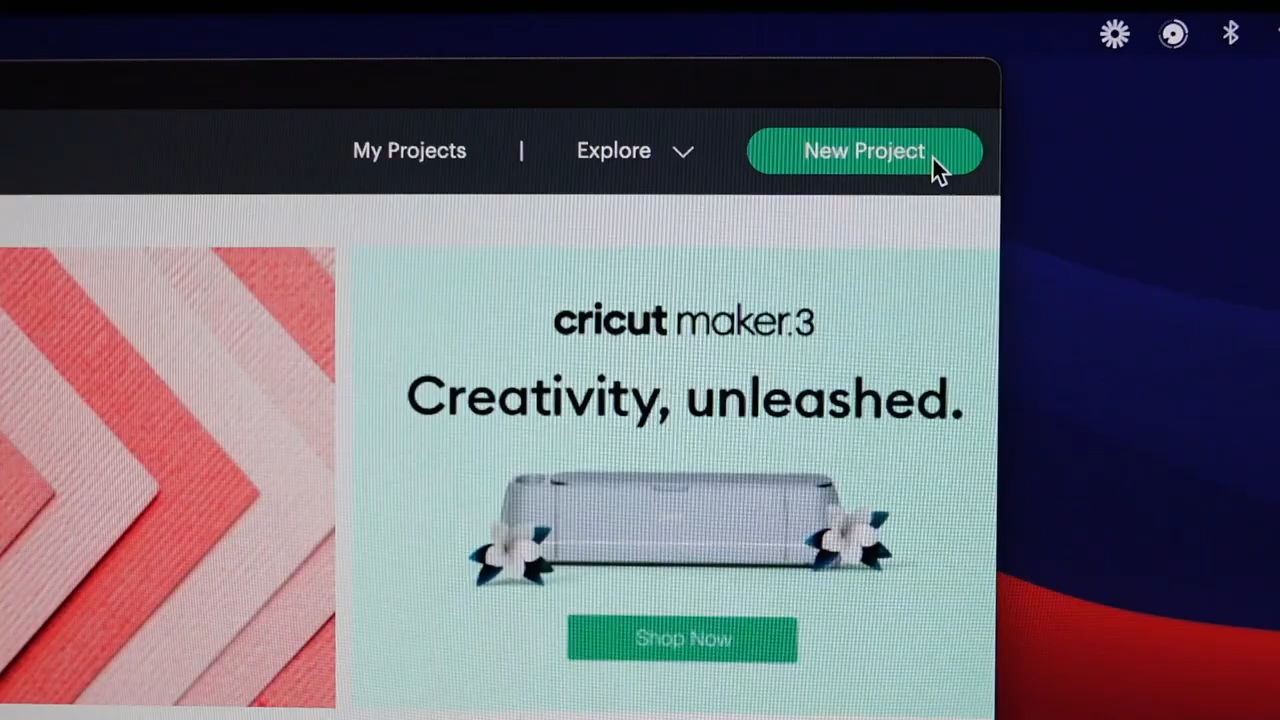 My Projects | Explore New Project
cricut maker.3
Creativity, unleashed.
Shop Now